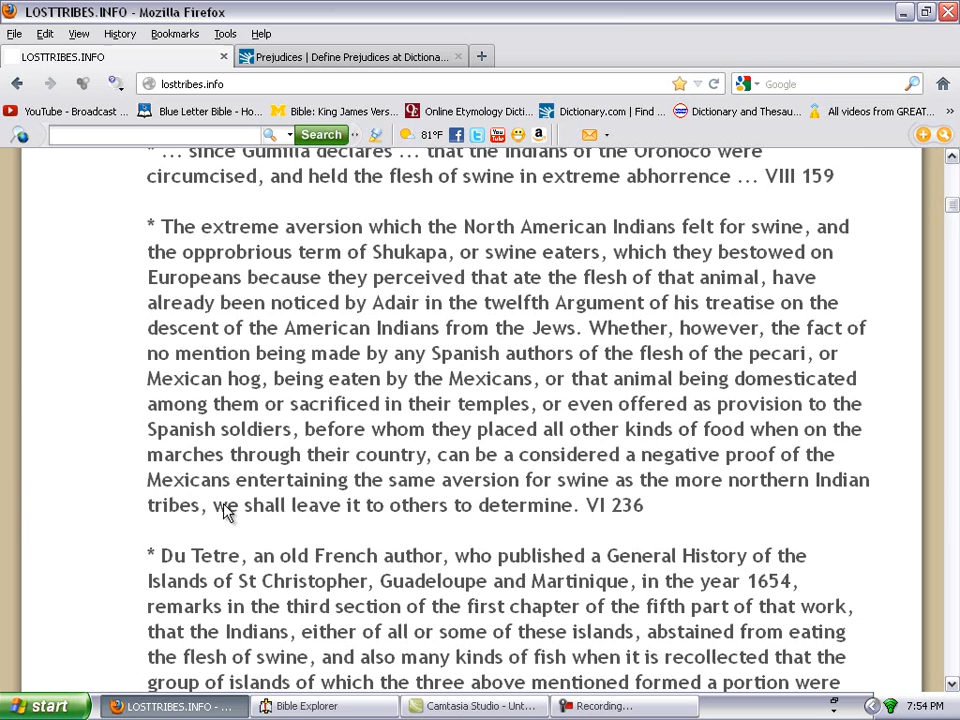 LOSTTRIBES.INFO - Mozilla Firefox
File Edit View History Bookmarks Tools Help
LOSTTRIBES.INFO
Prejudices | Define Prejudices at Dictiona...
losttribes.info
Google
YouTube - Broadcast ...
Blue Letter Bible - Ho...
Bible: King James Vers...
Online Etymology Dicti...
Dictionary.com | Find ...
Dictionary and Thesau...
All videos from GREAT...
Search
81°F
* ... since Gumilla declares ... that the Indians of the Oronoco were
circumcised, and held the flesh of swine in extreme abhorrence ... VIII 159
* The extreme aversion which the North American Indians felt for swine, and
the opprobrious term of Shukapa, or swine eaters, which they bestowed on
Europeans because they perceived that ate the flesh of that animal, have
already been noticed by Adair in the twelfth Argument of his treatise on the
descent of the American Indians from the Jews. Whether, however, the fact of
no mention being made by any Spanish authors of the flesh of the pecari, or
Mexican hog, being eaten by the Mexicans, or that animal being domesticated
among them or sacrificed in their temples, or even offered as provision to the
Spanish soldiers, before whom they placed all other kinds of food when on the
marches through their country, can be a considered a negative proof of the
Mexicans entertaining the same aversion for swine as the more northern Indian
tribes, we shall leave it to others to determine. VI 236
* Du Tetre, an old French author, who published a General History of the
Islands of St Christopher, Guadeloupe and Martinique, in the year 1654,
remarks in the third section of the first chapter of the fifth part of that work,
that the Indians, either of all or some of these islands, abstained from eating
the flesh of swine, and also many kinds of fish when it is recollected that the
group of islands of which the three above mentioned formed a portion were
start
LOSTTRIBES.INFO - ...
Bible Explorer
Camtasia Studio - Unt...
Recording...
7:54 PM